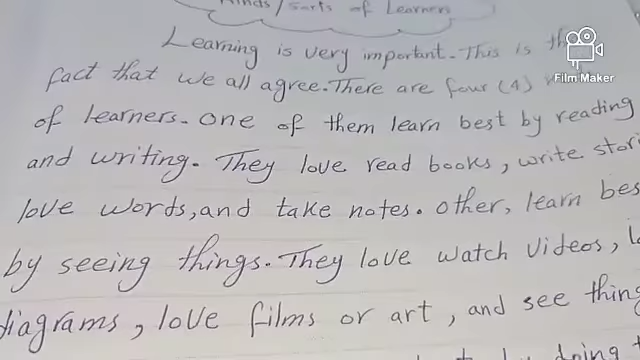 Kinds/Sorts of Learners
Learning is very important. This is the
fact that we all agree. There are four (4)
of learners. One of them learn best by reading
and writing. They love read books, write stori
love words, and take notes. Other, learn bes
by seeing things. They love watch videos,
diagrams, love films or art, and see thing
Film Maker